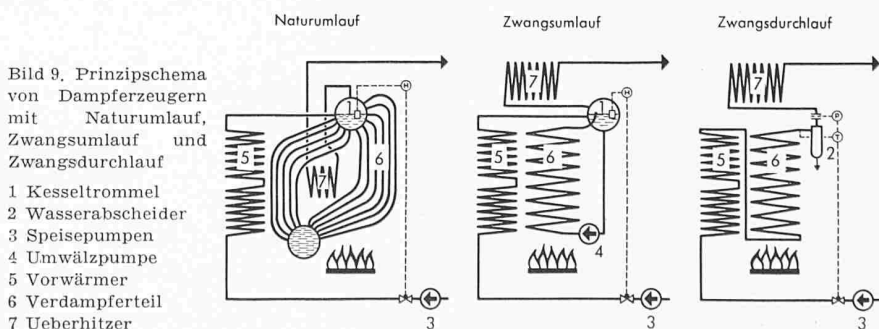 Bild 9. Prinzipschema
von Dampferzeugern
mit Naturumlauf,
Zwangsumlauf und
Zwangsdurchlauf
1 Kesseltrommel
2 Wasserabscheider
3 Speisepumpen
4 Umwälzpumpe
5 Vorwärmer
6 Verdampferteil
7 Ueberhitzer
Naturumlauf
1
H
5
6
7
3
Zwangsumlauf
7
1
H
5
6
4
3
Zwangsdurchlauf
7
P
T
5
6
2
3